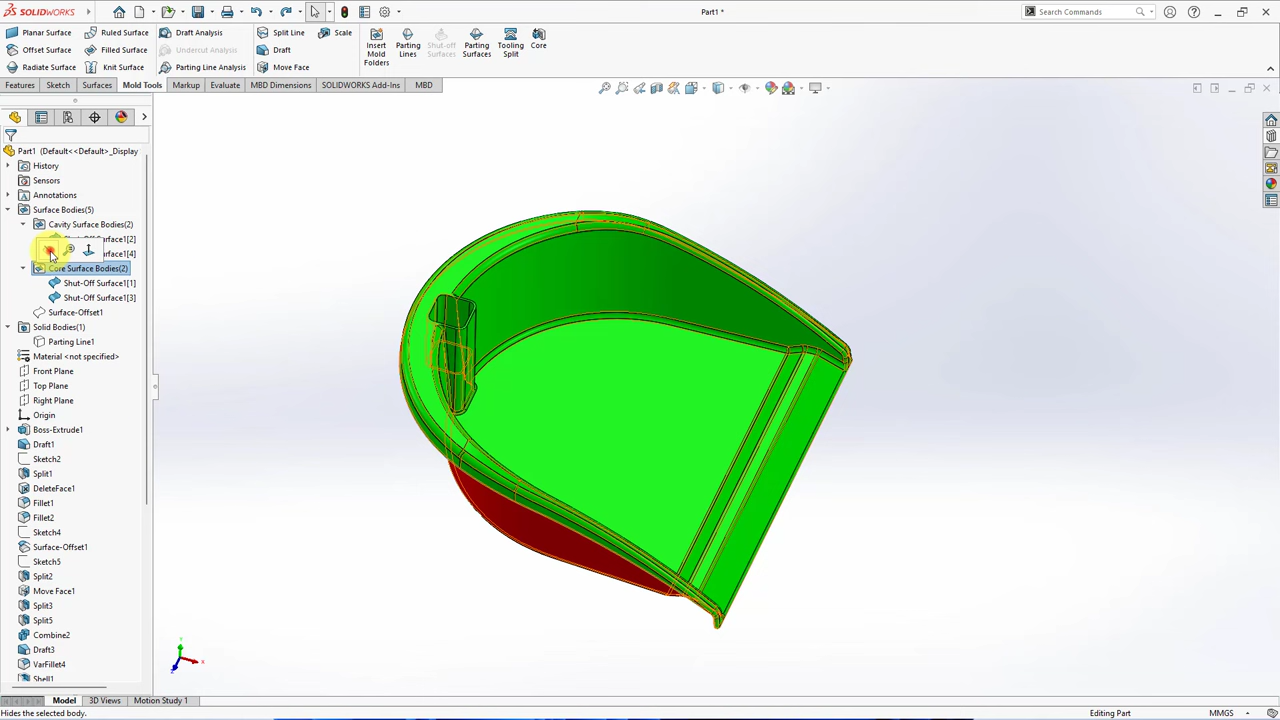 SOLIDWORKS
Part1 *
Search Commands
Planar Surface
Ruled Surface
Draft Analysis
Split Line
Scale
Offset Surface
Filled Surface
Undercut Analysis
Draft
Radiate Surface
Knit Surface
Parting Line Analysis
Move Face
Insert Mold Folders
Parting Lines
Shut-off Surfaces
Parting Surfaces
Tooling Split
Core
Features
Sketch
Surfaces
Mold Tools
Markup
Evaluate
MBD Dimensions
SOLIDWORKS Add-Ins
MBD
Part1 (Default<<Default>_Display
History
Sensors
Annotations
Surface Bodies(5)
Cavity Surface Bodies(2)
Surface1[2]
urface1[4]
Core Surface Bodies(2)
Shut-Off Surface1[1]
Shut-Off Surface1[3]
Surface-Offset1
Solid Bodies(1)
Parting Line1
Material <not specified>
Front Plane
Top Plane
Right Plane
Origin
Boss-Extrude1
Draft1
Sketch2
Split1
DeleteFace1
Fillet1
Fillet2
Sketch4
Surface-Offset1
Sketch5
Split2
Move Face1
Split3
Split5
Combine2
Draft3
VarFillet4
Shell1
Y
X
Z
Model
3D Views
Motion Study 1
Hides the selected body.
Editing Part
MMGS